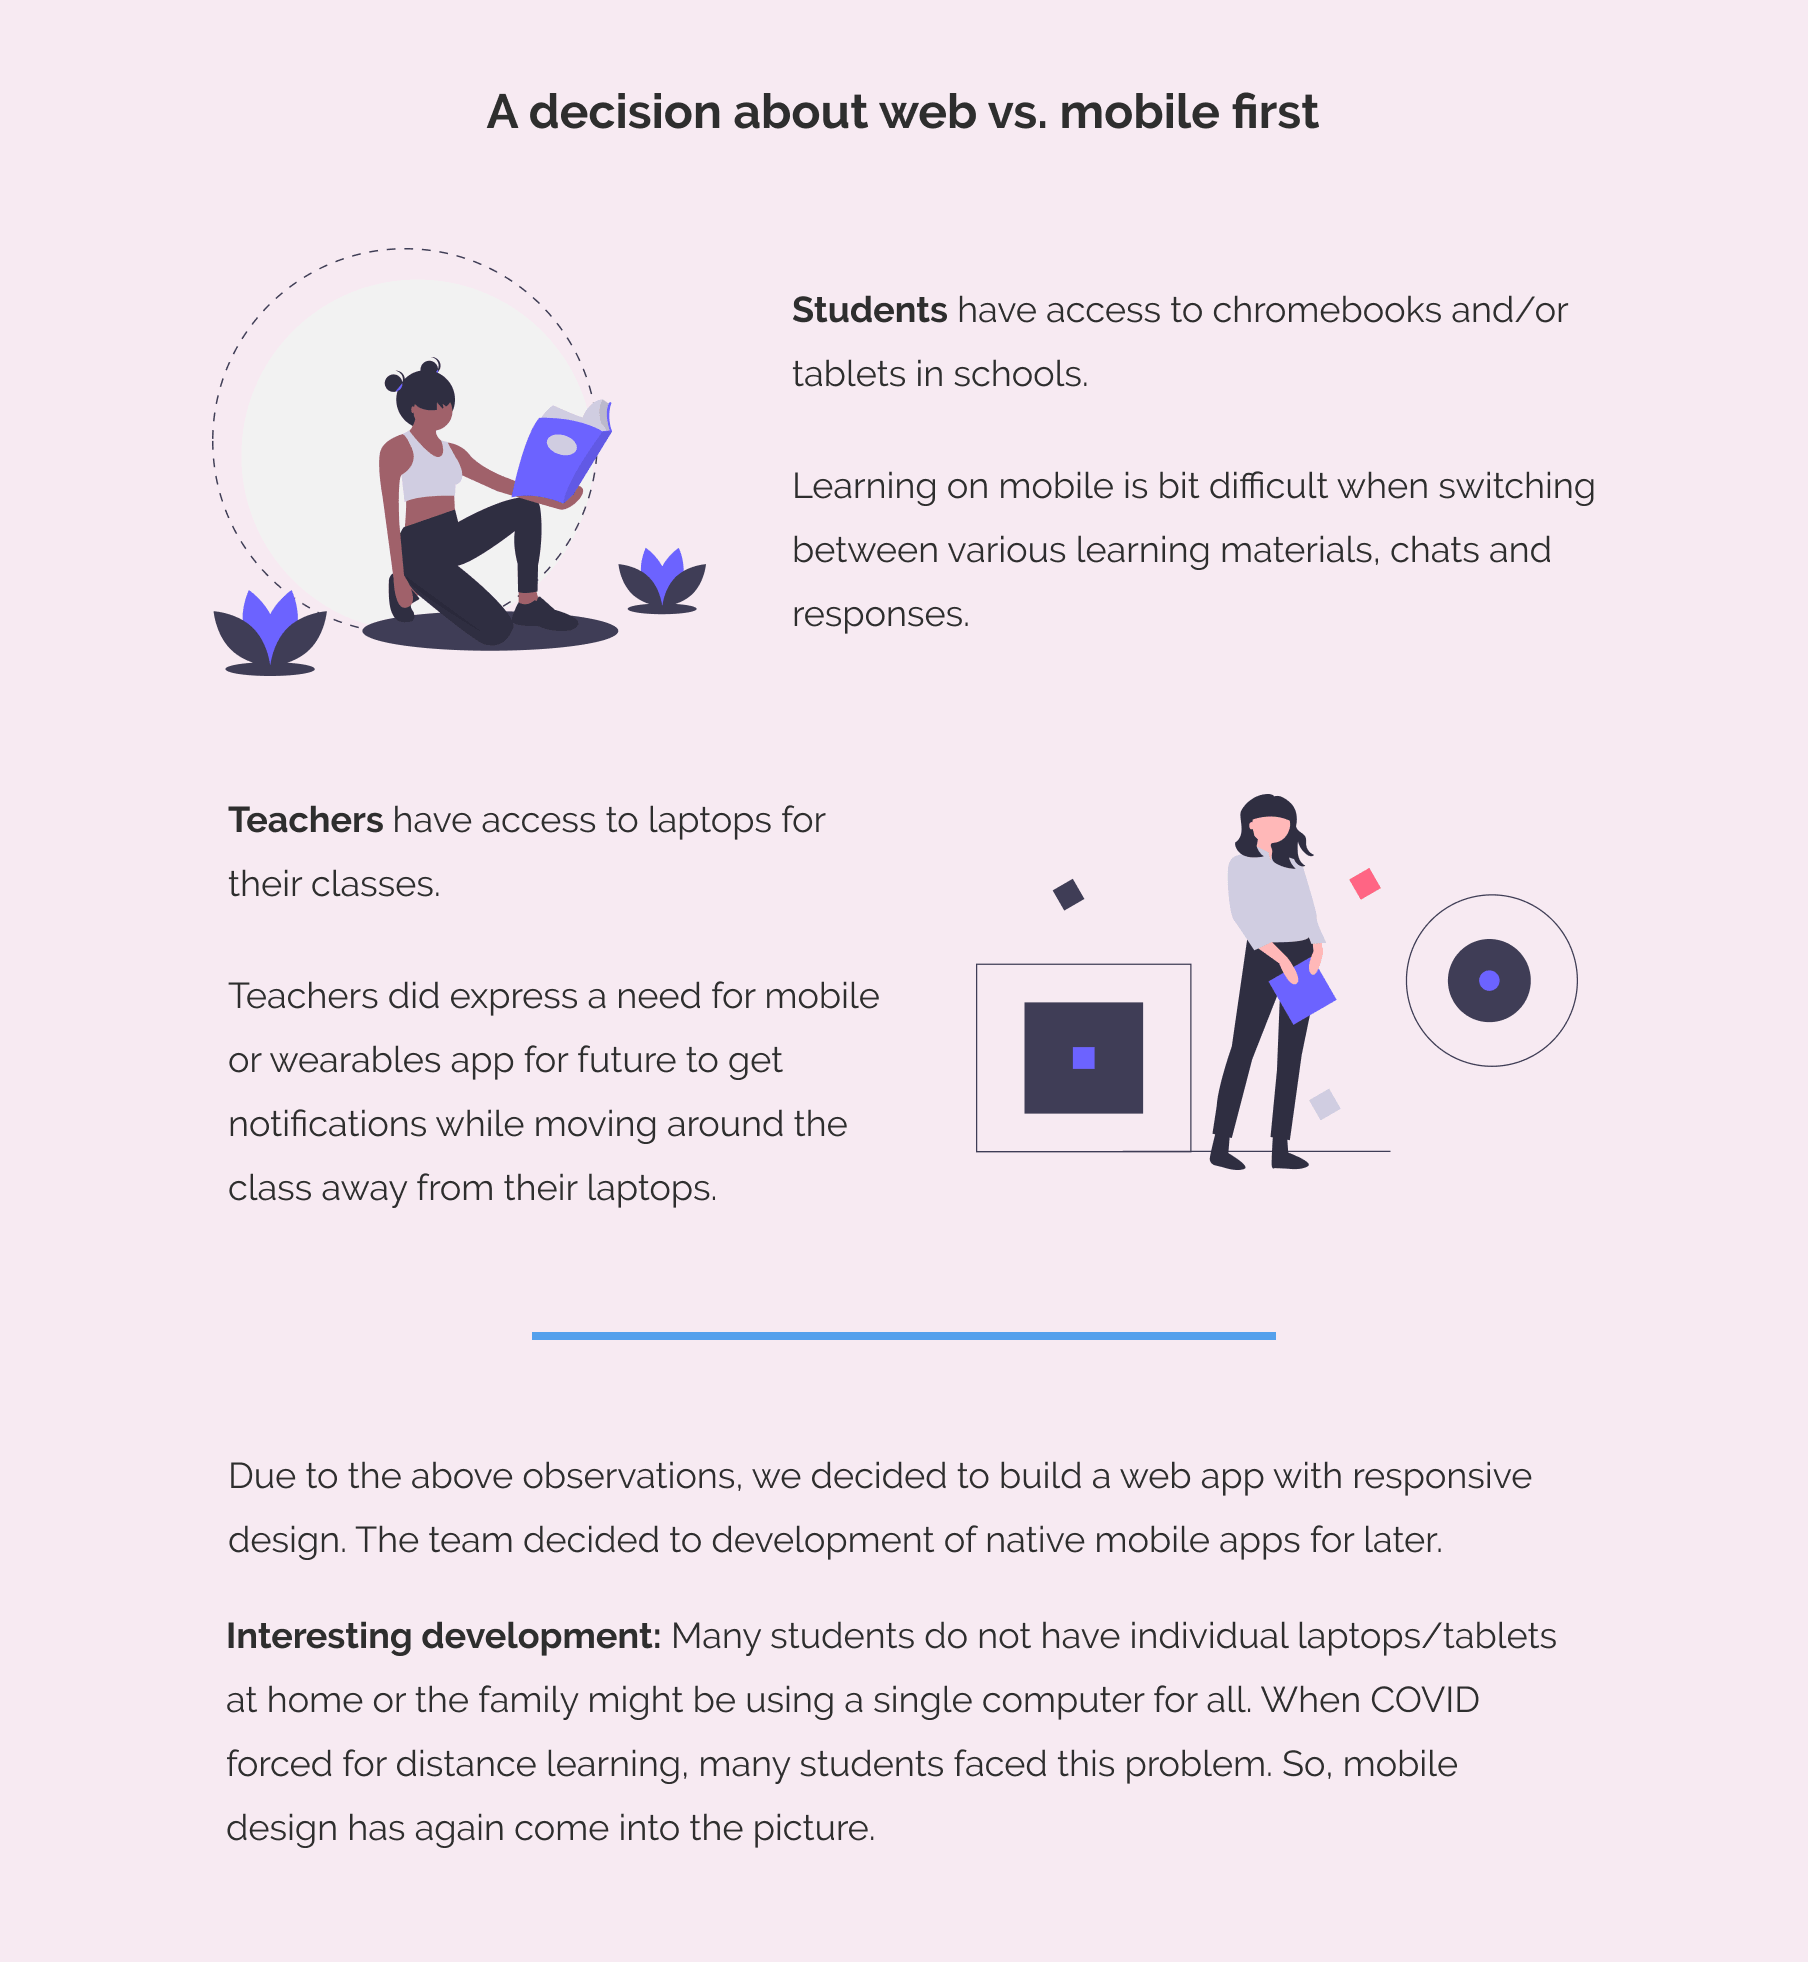 A decision about web vs. mobile first
Students have access to chromebooks and/or
tablets in schools.
Learning on mobile is bit difficult when switching
between various learning materials, chats and
responses.
Teachers have access to laptops for
their classes.
Teachers did express a need for mobile
or wearables app for future to get
notifications while moving around the
class away from their laptops.
Due to the above observations, we decided to build a web app with responsive
design. The team decided to development of native mobile apps for later.
Interesting development: Many students do not have individual laptops/tablets
at home or the family might be using a single computer for all. When COVID
forced for distance learning, many students faced this problem. So, mobile
design has again come into the picture.